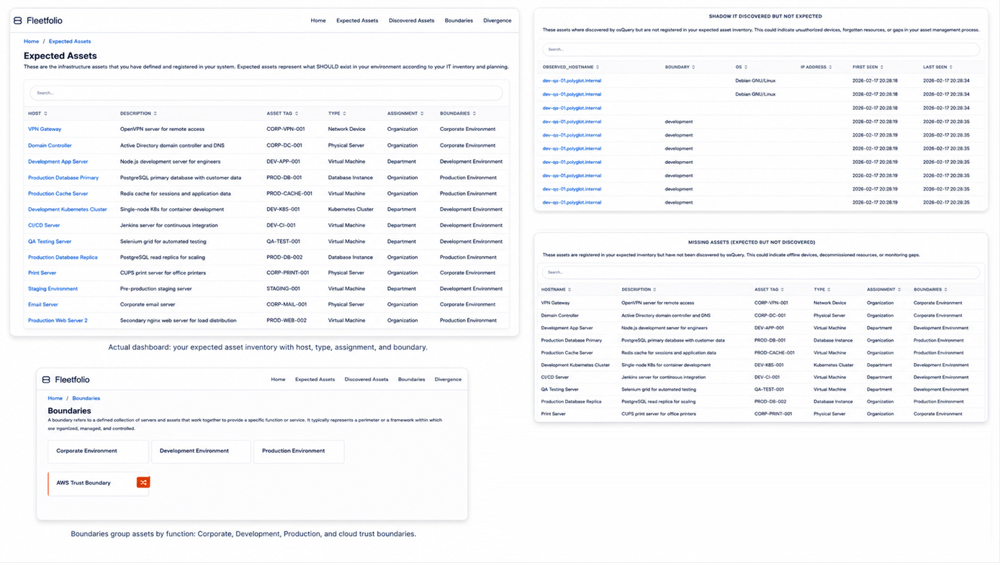 Fleetfolio
Home Expected Assets Discovered Assets Boundaries Divergence
Home / Expected Assets
Expected Assets
These are the infrastructure assets that you have defined and registered in your system. Expected assets represent what SHOULD exist in your environment according to your IT inventory and planning.
Search...
HOST DESCRIPTION ASSET TAG TYPE ASSIGNMENT BOUNDARIES
VPN Gateway OpenVPN server for remote access CORP-VPN-001 Network Device Organization Corporate Environment
Domain Controller Active Directory domain controller and DNS CORP-DC-001 Physical Server Organization Corporate Environment
Development App Server Node.js development server for engineers DEV-APP-001 Virtual Machine Department Development Environment
Production Database Primary PostgreSQL primary database with customer data PROD-DB-001 Database Instance Organization Production Environment
Production Cache Server Redis cache for sessions and application data PROD-CACHE-001 Virtual Machine Organization Production Environment
Development Kubernetes Cluster Single-node K8s for container development DEV-K8S-001 Kubernetes Cluster Department Development Environment
CI/CD Server Jenkins server for continuous integration DEV-CI-001 Virtual Machine Department Development Environment
QA Testing Server Selenium grid for automated testing QA-TEST-001 Virtual Machine Department Development Environment
Production Database Replica PostgreSQL read replica for scaling PROD-DB-002 Database Instance Organization Production Environment
Print Server CUPS print server for office printers CORP-PRINT-001 Physical Server Organization Corporate Environment
Staging Environment Pre-production staging server STAGING-001 Virtual Machine Department Development Environment
Email Server Corporate email server CORP-MAIL-001 Physical Server Organization Corporate Environment
Production Web Server 2 Secondary nginx web server for load distribution PROD-WEB-002 Virtual Machine Organization Production Environment
Actual dashboard: your expected asset inventory with host, type, assignment, and boundary.
Fleetfolio
Home Expected Assets Discovered Assets Boundaries Divergence
Home / Boundaries
Boundaries
A boundary refers to a defined collection of servers and assets that work together to provide a specific function or service. It typically represents a perimeter or a framework within which
are organized, managed, and controlled.
Corporate Environment Development Environment Production Environment
AWS Trust Boundary
Boundaries group assets by function: Corporate, Development, Production, and cloud trust boundaries.
SHADOW IT DISCOVERED BUT NOT EXPECTED
These assets where discovered by osQuery but are not registered in your expected asset inventory. This could indicate unuuthorized devices, forgotten resources, or gaps in your asset management process.
Search...
OBSERVED_HOSTNAME BOUNDARY OS IP ADDRESS FIRST SEEN LAST SEEN
dev-qa-01.polyglot.internal Debian GNU/Linux 2026-02-17 20:28:18 2026-02-17 20:28:34
dev-qa-01.polyglot.internal Debian GNU/Linux 2026-02-17 20:28:18 2026-02-17 20:28:34
dev-qa-01.polyglot.internal 2026-02-17 20:28:18 2026-02-17 20:28:34
dev-qa-01.polyglot.internal development 2026-02-17 20:28:19 2026-02-17 20:28:35
dev-qa-01.polyglot.internal development 2026-02-17 20:28:19 2026-02-17 20:28:35
dev-qa-01.polyglot.internal development 2026-02-17 20:28:19 2026-02-17 20:28:35
dev-qa-01.polyglot.internal development 2026-02-17 20:28:19 2026-02-17 20:28:35
dev-qa-01.polyglot.internal development 2026-02-17 20:28:19 2026-02-17 20:28:35
dev-qa-01.polyglot.internal development 2026-02-17 20:28:19 2026-02-17 20:28:35
dev-qa-01.polyglot.internal development 2026-02-17 20:28:19 2026-02-17 20:28:35
MISSING ASSETS (EXPECTED BUT NOT DISCOVERED)
These assets are registered in your expected inventory but have not been discovered by osQuery. This could indicate offline devices, decommissioned resources, or monitoring gaps.
Search...
HOSTNAME DESCRIPTION ASSET TAG TYPE ASSIGNMENT BOUNDARIES
VPN Gateway OpenVPN server for remote access CORP-VPN-001 Network Device Organization Corporate Environment
Domain Controller Active Directory domain controller and DNS CORP-DC-001 Physical Server Organization Corporate Environment
Development App Server Node.js development server for engineers DEV-APP-001 Virtual Machine Department Development Environment
Production Database Primary PostgreSQL primary database with customer data PROD-DB-001 Database Instance Organization Production Environment
Production Cache Server Redis cache for sessions and application data PROD-CACHE-001 Virtual Machine Organization Production Environment
Development Kubernetes Cluster Single-node K8s for container development DEV-K8S-001 Kubernetes Cluster Department Development Environment
CI/CD Server Jenkins server for continuous integration DEV-CI-001 Virtual Machine Department Development Environment
QA Testing Server Selenium grid for automated testing QA-TEST-001 Virtual Machine Department Development Environment
Production Database Replica PostgreSQL read replica for scaling PROD-DB-002 Database Instance Organization Production Environment
Print Server CUPS print server for office printers CORP-PRINT-001 Physical Server Organization Corporate Environment